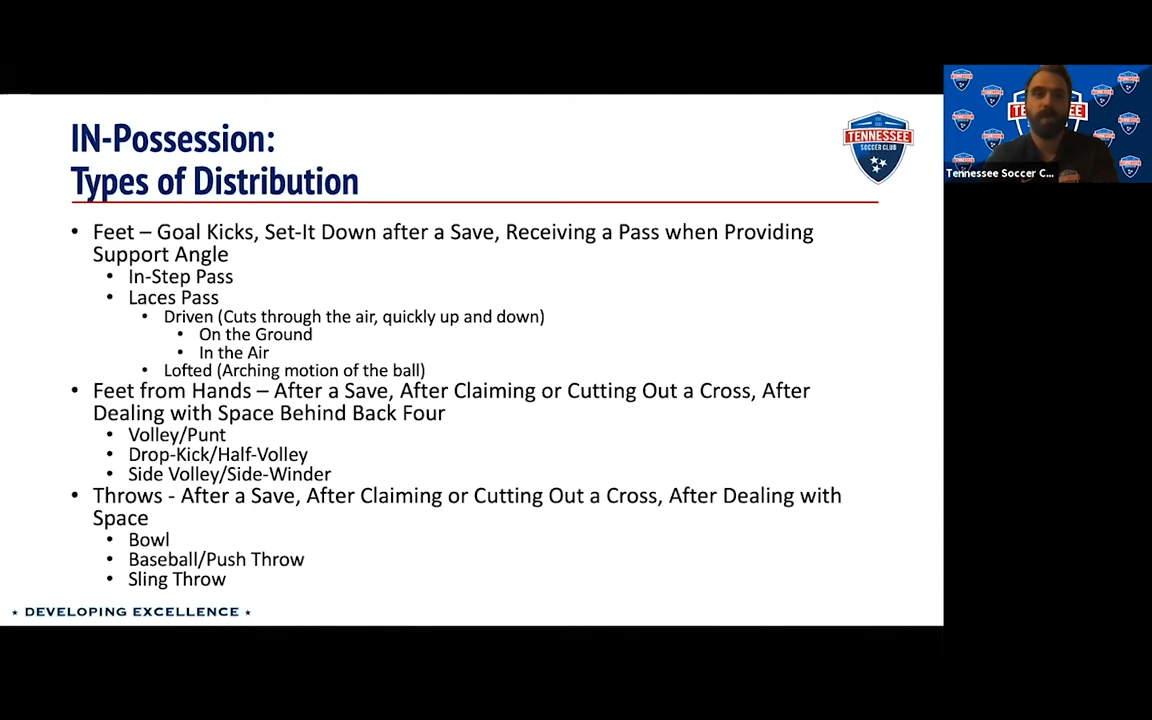 IN-Possession:
Types of Distribution
TENNESSEE
SOCCER CLUB
Tennessee Soccer C...
• Feet – Goal Kicks, Set-It Down after a Save, Receiving a Pass when Providing
Support Angle
• In-Step Pass
• Laces Pass
• Driven (Cuts through the air, quickly up and down)
• On the Ground
• In the Air
• Lofted (Arching motion of the ball)
• Feet from Hands – After a Save, After Claiming or Cutting Out a Cross, After
Dealing with Space Behind Back Four
• Volley/Punt
• Drop-Kick/Half-Volley
• Side Volley/Side-Winder
• Throws - After a Save, After Claiming or Cutting Out a Cross, After Dealing with
Space
• Bowl
• Baseball/Push Throw
• Sling Throw
★ DEVELOPING EXCELLENCE ★